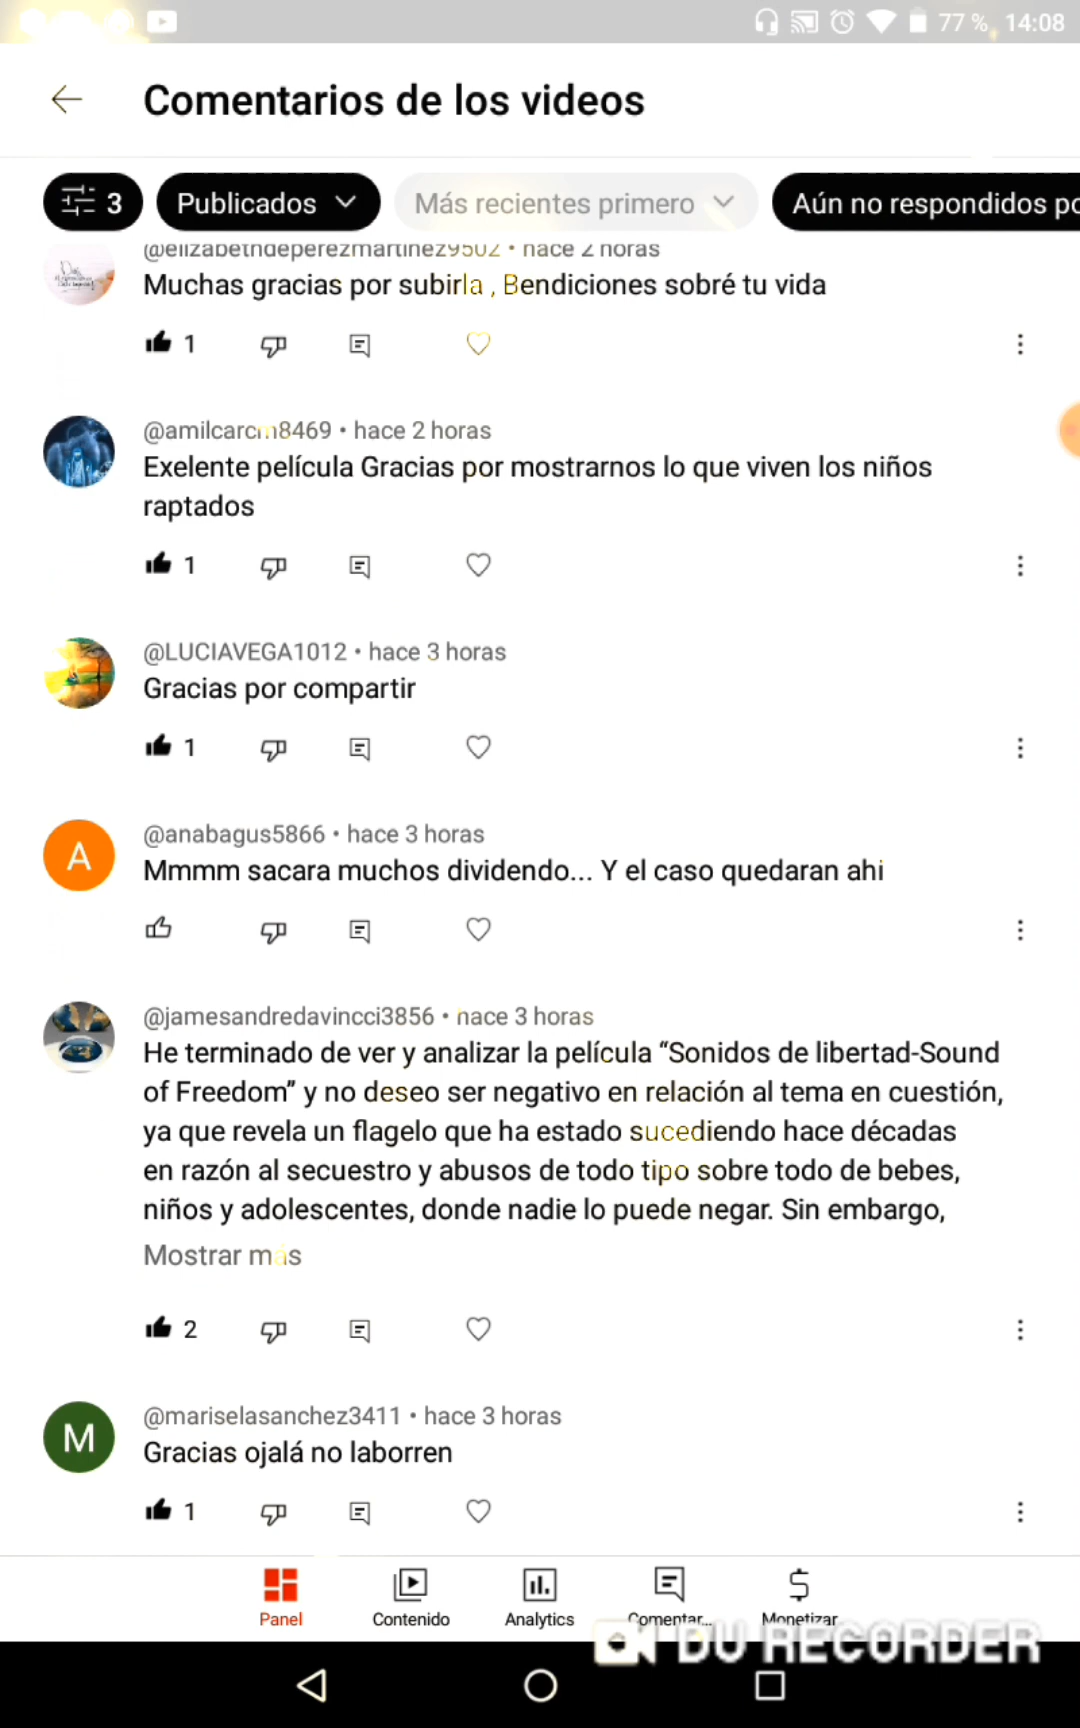 77 % 14:08
Comentarios de los videos
3 Publicados Más recientes primero Aún no respondidos po
@elizabethdeperezmartinez9502 • hace 2 horas
Muchas gracias por subirla , Bendiciones sobré tu vida
1
@amilcarcm8469 • hace 2 horas
Exelente película Gracias por mostrarnos lo que viven los niños
raptados
1
@LUCIAVEGA1012 • hace 3 horas
Gracias por compartir
1
A
@anabagus5866 • hace 3 horas
Mmmm sacara muchos dividendo... Y el caso quedaran ahi
@jamesandredavincci3856 • hace 3 horas
He terminado de ver y analizar la película “Sonidos de libertad-Sound
of Freedom” y no deseo ser negativo en relación al tema en cuestión,
ya que revela un flagelo que ha estado sucediendo hace décadas
en razón al secuestro y abusos de todo tipo sobre todo de bebes,
niños y adolescentes, donde nadie lo puede negar. Sin embargo,
Mostrar más
2
M
@mariselasanchez3411 • hace 3 horas
Gracias ojalá no laborren
1
Panel Contenido Analytics Comentar... Monetizar
DU RECORDER